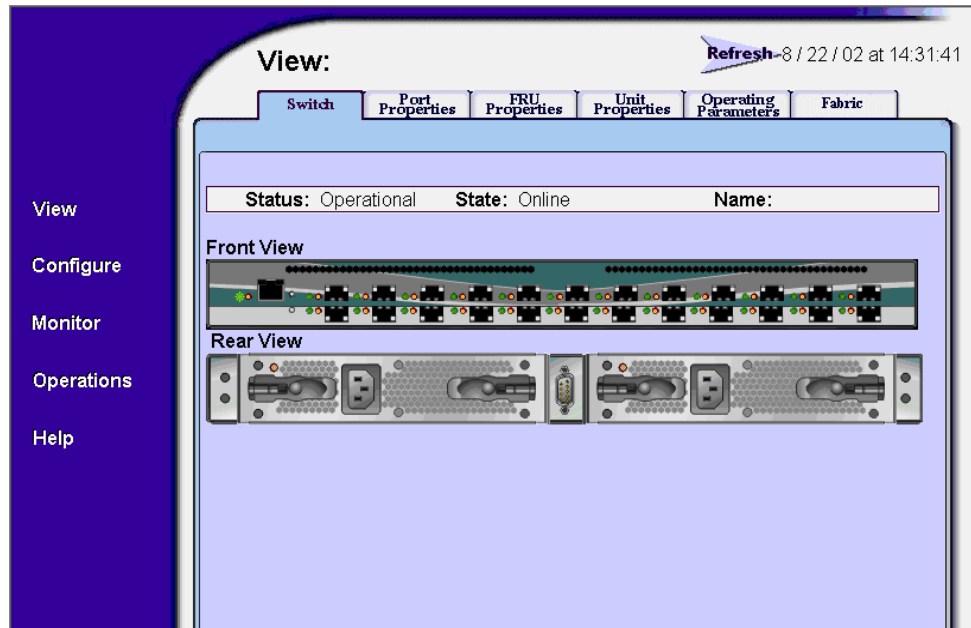 View:
Refresh 8 / 22 / 02 at 14:31:41
Switch
Port Properties
FRU Properties
Unit Properties
Operating Parameters
Fabric
Status: Operational State: Online Name:
View
Configure
Monitor
Operations
Help
Front View
Rear View